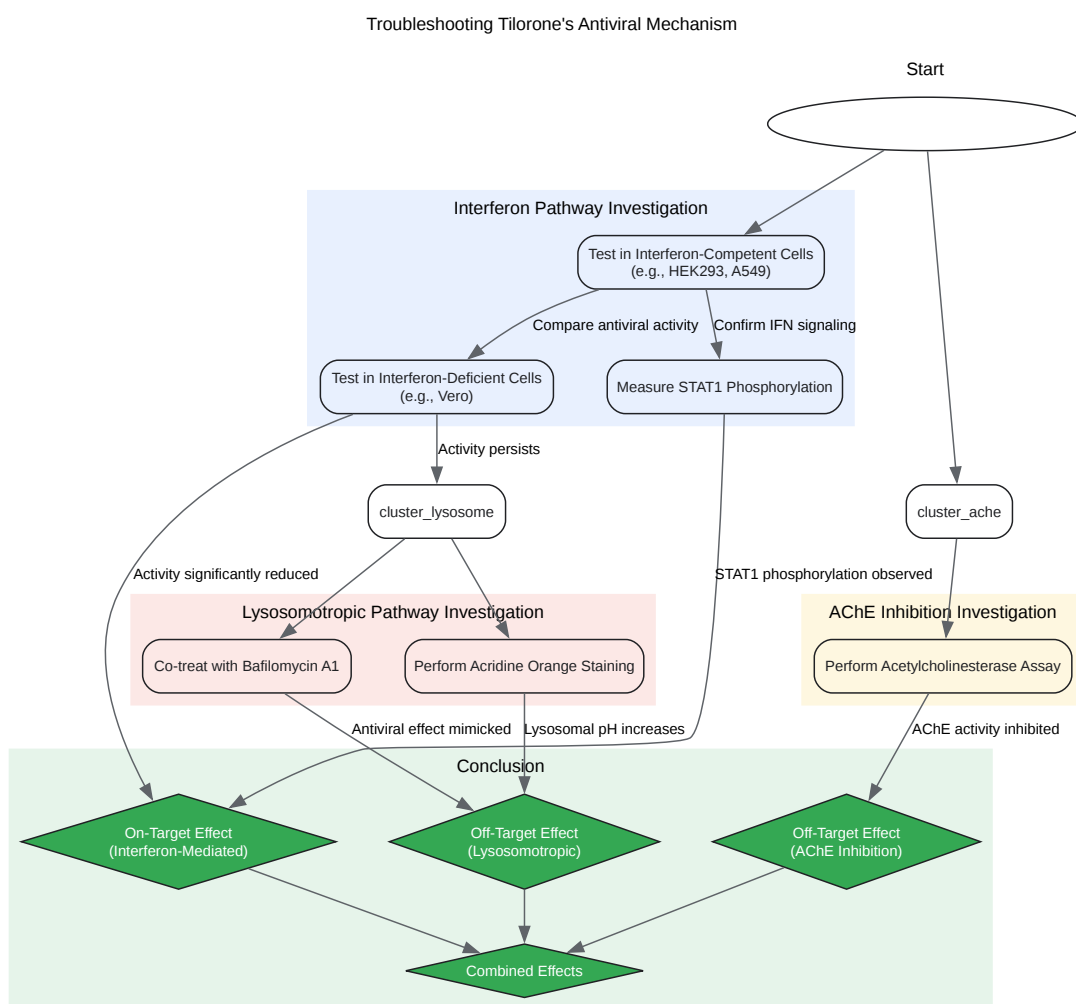 Troubleshooting Tilorone's Antiviral Mechanism
Start
Interferon Pathway Investigation
Test in Interferon-Competent Cells
(e.g., HEK293, A549)
Compare antiviral activity
Confirm IFN signaling
Test in Interferon-Deficient Cells
(e.g., Vero)
Measure STAT1 Phosphorylation
Activity persists
cluster_lysosome
cluster_ache
Activity significantly reduced
STAT1 phosphorylation observed
Lysosomotropic Pathway Investigation
AChE Inhibition Investigation
Co-treat with Bafilomycin A1
Perform Acridine Orange Staining
Perform Acetylcholinesterase Assay
Antiviral effect mimicked
Lysosomal pH increases
AChE activity inhibited
Conclusion
On-Target Effect
(Interferon-Mediated)
Off-Target Effect
(Lysosomotropic)
Off-Target Effect
(AChE Inhibition)
Combined Effects